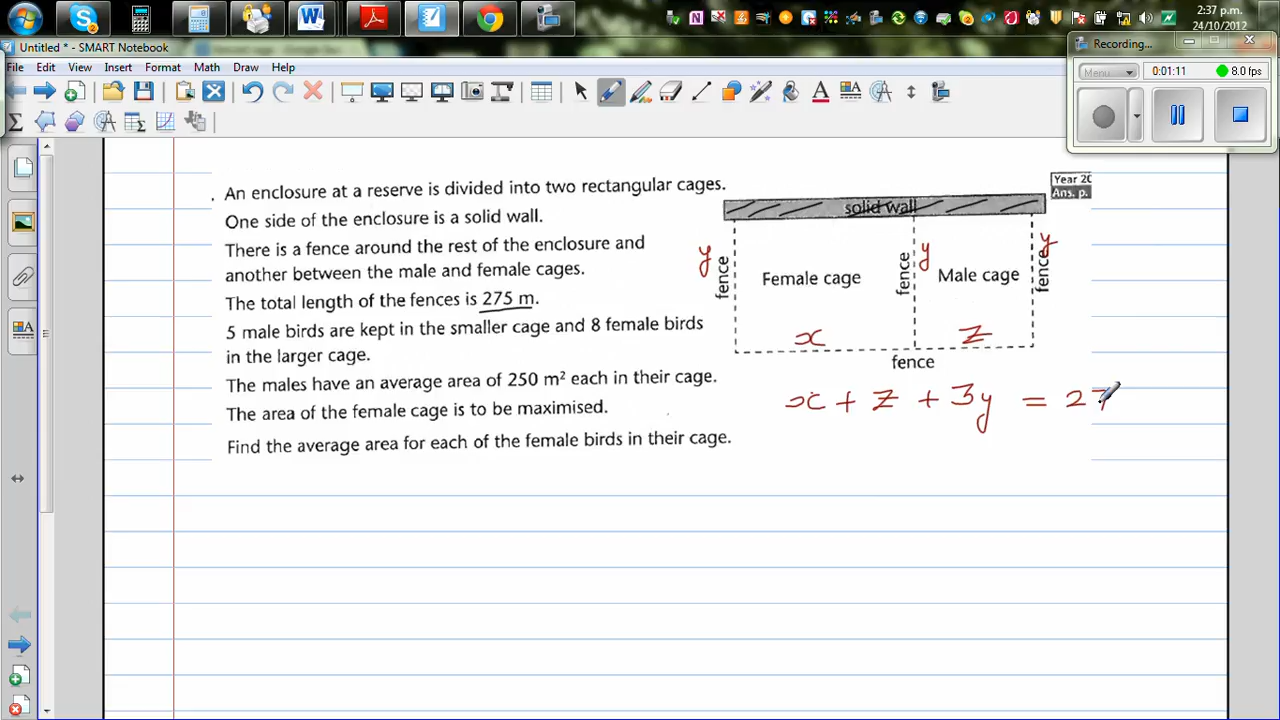 2:37 p.m.
24/10/2012
Untitled * - SMART Notebook
Recording...
File Edit View Insert Format Math Draw Help
Menu 0:01:11 8.0 fps
An enclosure at a reserve is divided into two rectangular cages.
One side of the enclosure is a solid wall.
There is a fence around the rest of the enclosure and
another between the male and female cages.
The total length of the fences is 275 m.
5 male birds are kept in the smaller cage and 8 female birds
in the larger cage.
The males have an average area of 250 m² each in their cage.
The area of the female cage is to be maximised.
Find the average area for each of the female birds in their cage.
Year 20
Ans. p.
solid wall
y y y
fence Female cage fence Male cage fence
x z
fence
x + z + 3y = 27